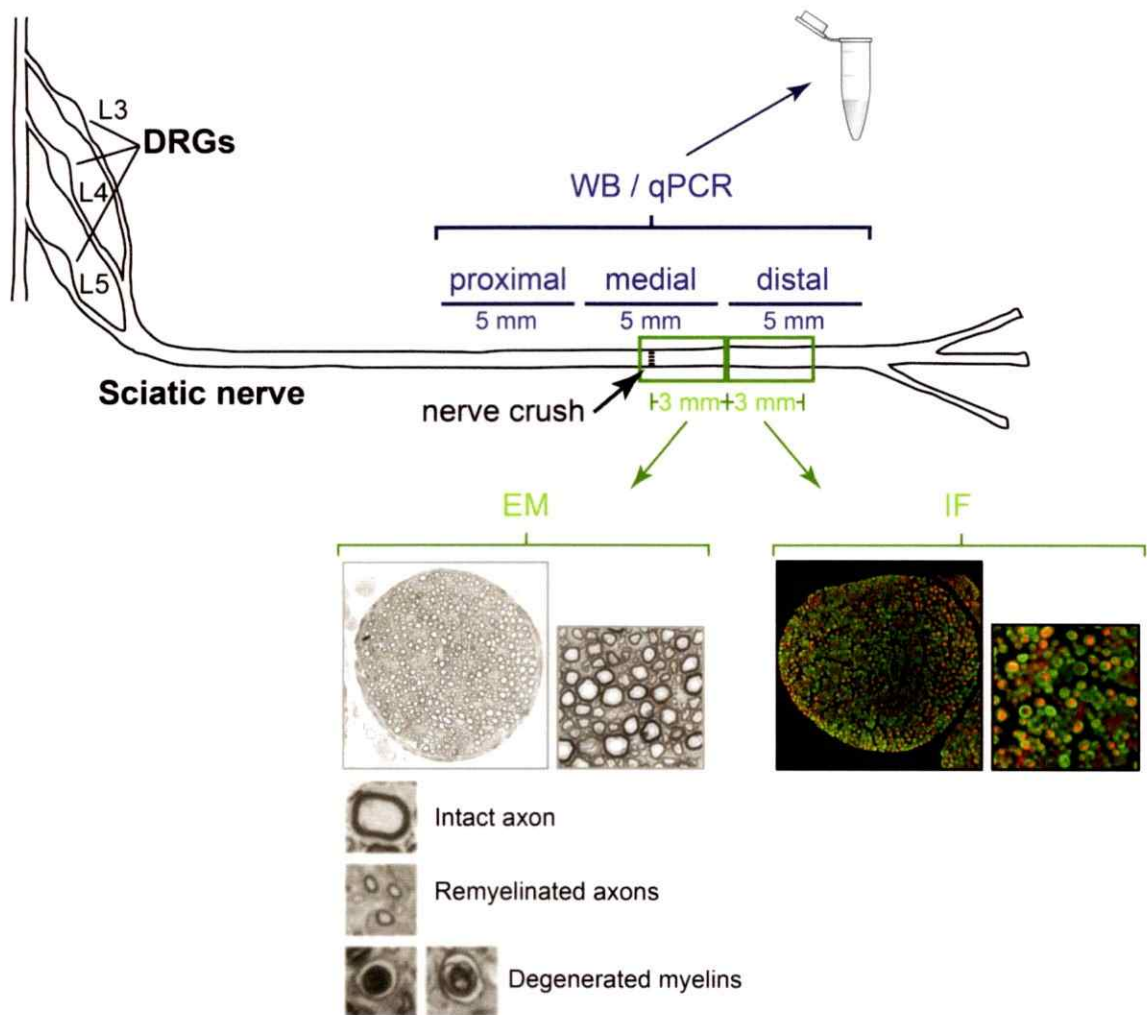 L3
DRGs
L4
L5
WB / qPCR
proximal medial distal
5 mm 5 mm 5 mm
Sciatic nerve
nerve crush
3 mm 3 mm
EM IF
Intact axon
Remyelinated axons
Degenerated myelins